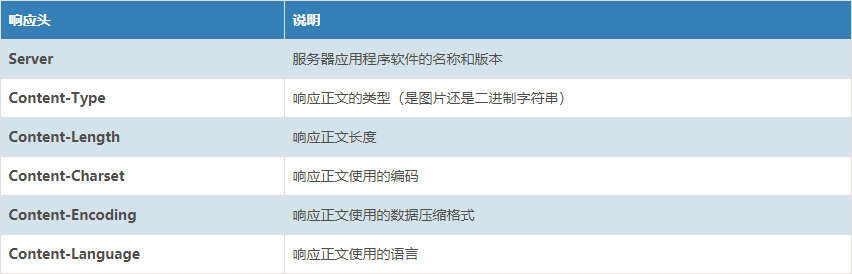 响应头 说明
Server 服务器应用程序软件的名称和版本
Content-Type 响应正文的类型（是图片还是二进制字符串）
Content-Length 响应正文长度
Content-Charset 响应正文使用的编码
Content-Encoding 响应正文使用的数据压缩格式
Content-Language 响应正文使用的语言